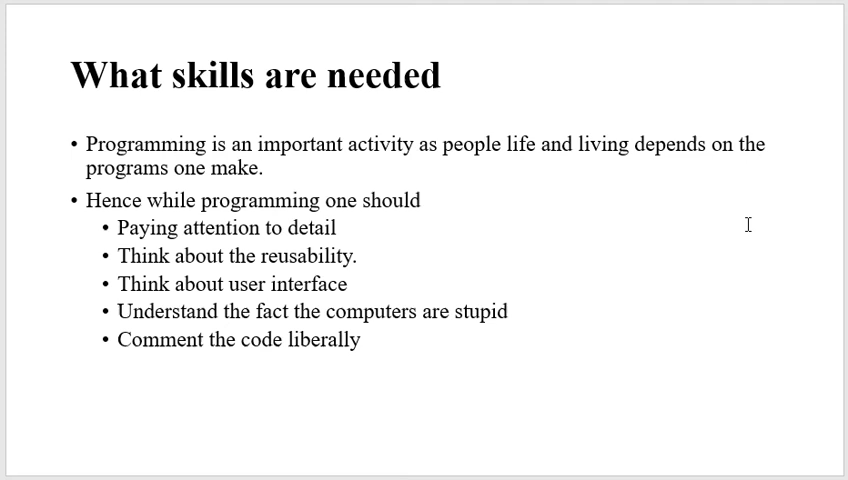 What skills are needed
• Programming is an important activity as people life and living depends on the
programs one make.
• Hence while programming one should
• Paying attention to detail
• Think about the reusability.
• Think about user interface
• Understand the fact the computers are stupid
• Comment the code liberally